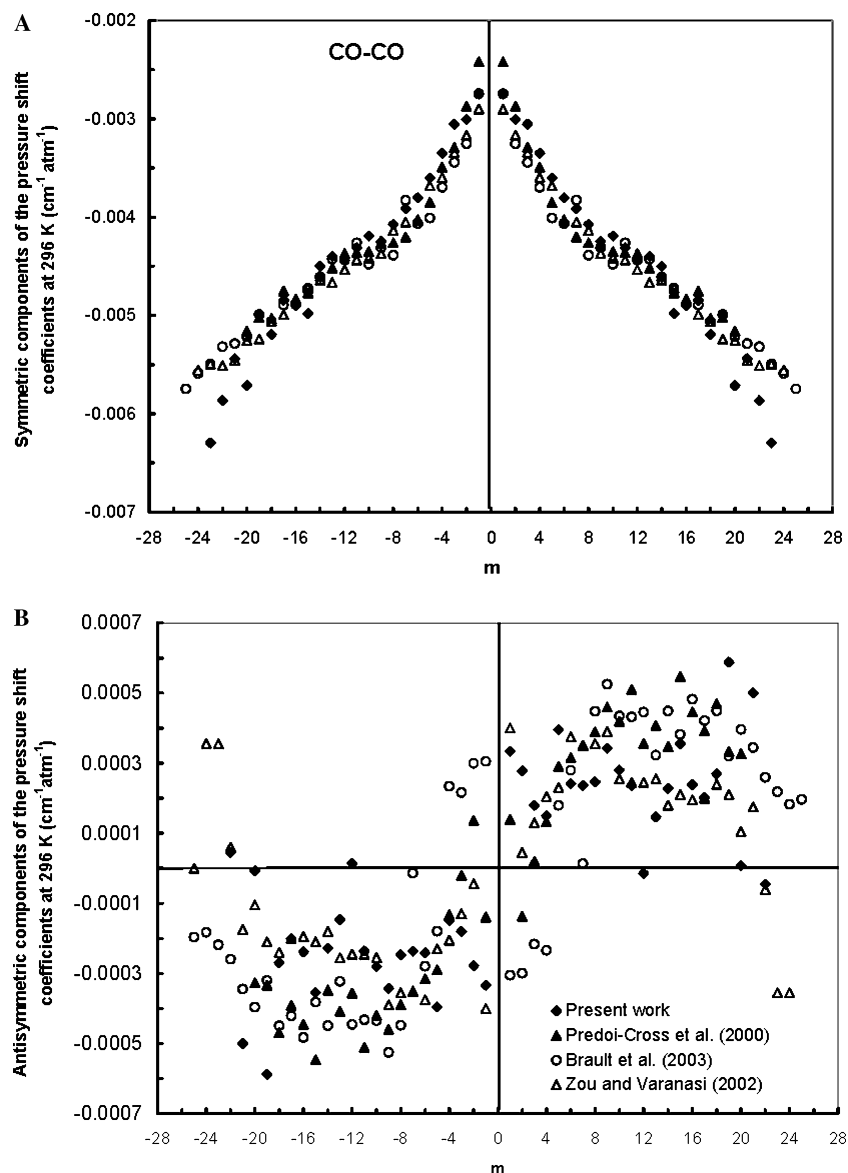 A
CO-CO
Symmetric components of the pressure shift
coefficients at 296 K (cm⁻¹ atm⁻¹)
-0.002
-0.003
-0.004
-0.005
-0.006
-0.007
-28 -24 -20 -16 -12 -8 -4 0 4 8 12 16 20 24 28
m
B
Antisymmetric components of the pressure shift
coefficients at 296 K (cm⁻¹atm⁻¹)
0.0007
0.0005
0.0003
0.0001
-0.0001
-0.0003
-0.0005
-0.0007
Present work
Predoi-Cross et al. (2000)
Brault et al. (2003)
Zou and Varanasi (2002)
-28 -24 -20 -16 -12 -8 -4 0 4 8 12 16 20 24 28
m